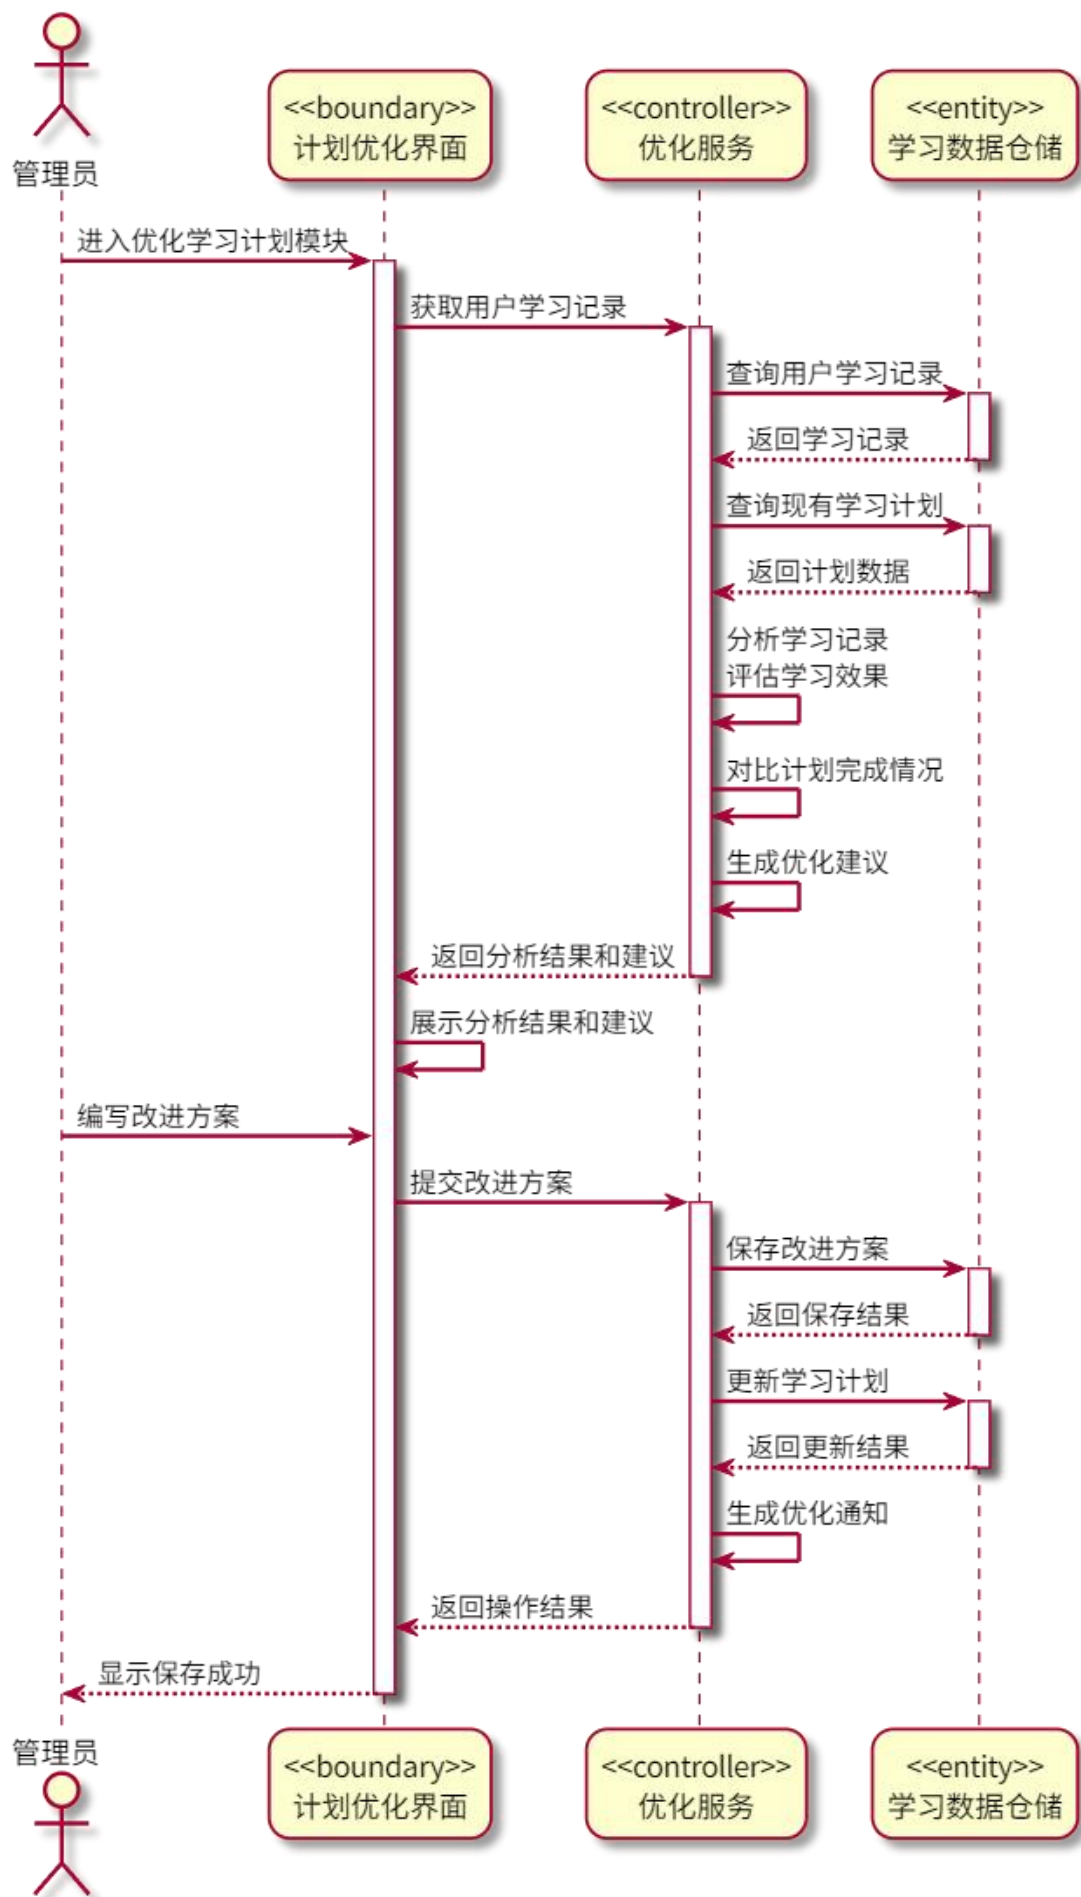 管理员
<<boundary>>
计划优化界面
<<controller>>
优化服务
<<entity>>
学习数据仓储
进入优化学习计划模块
获取用户学习记录
查询用户学习记录
返回学习记录
查询现有学习计划
返回计划数据
分析学习记录
评估学习效果
对比计划完成情况
生成优化建议
返回分析结果和建议
展示分析结果和建议
编写改进方案
提交改进方案
保存改进方案
返回保存结果
更新学习计划
返回更新结果
生成优化通知
返回操作结果
显示保存成功
管理员
<<boundary>>
计划优化界面
<<controller>>
优化服务
<<entity>>
学习数据仓储